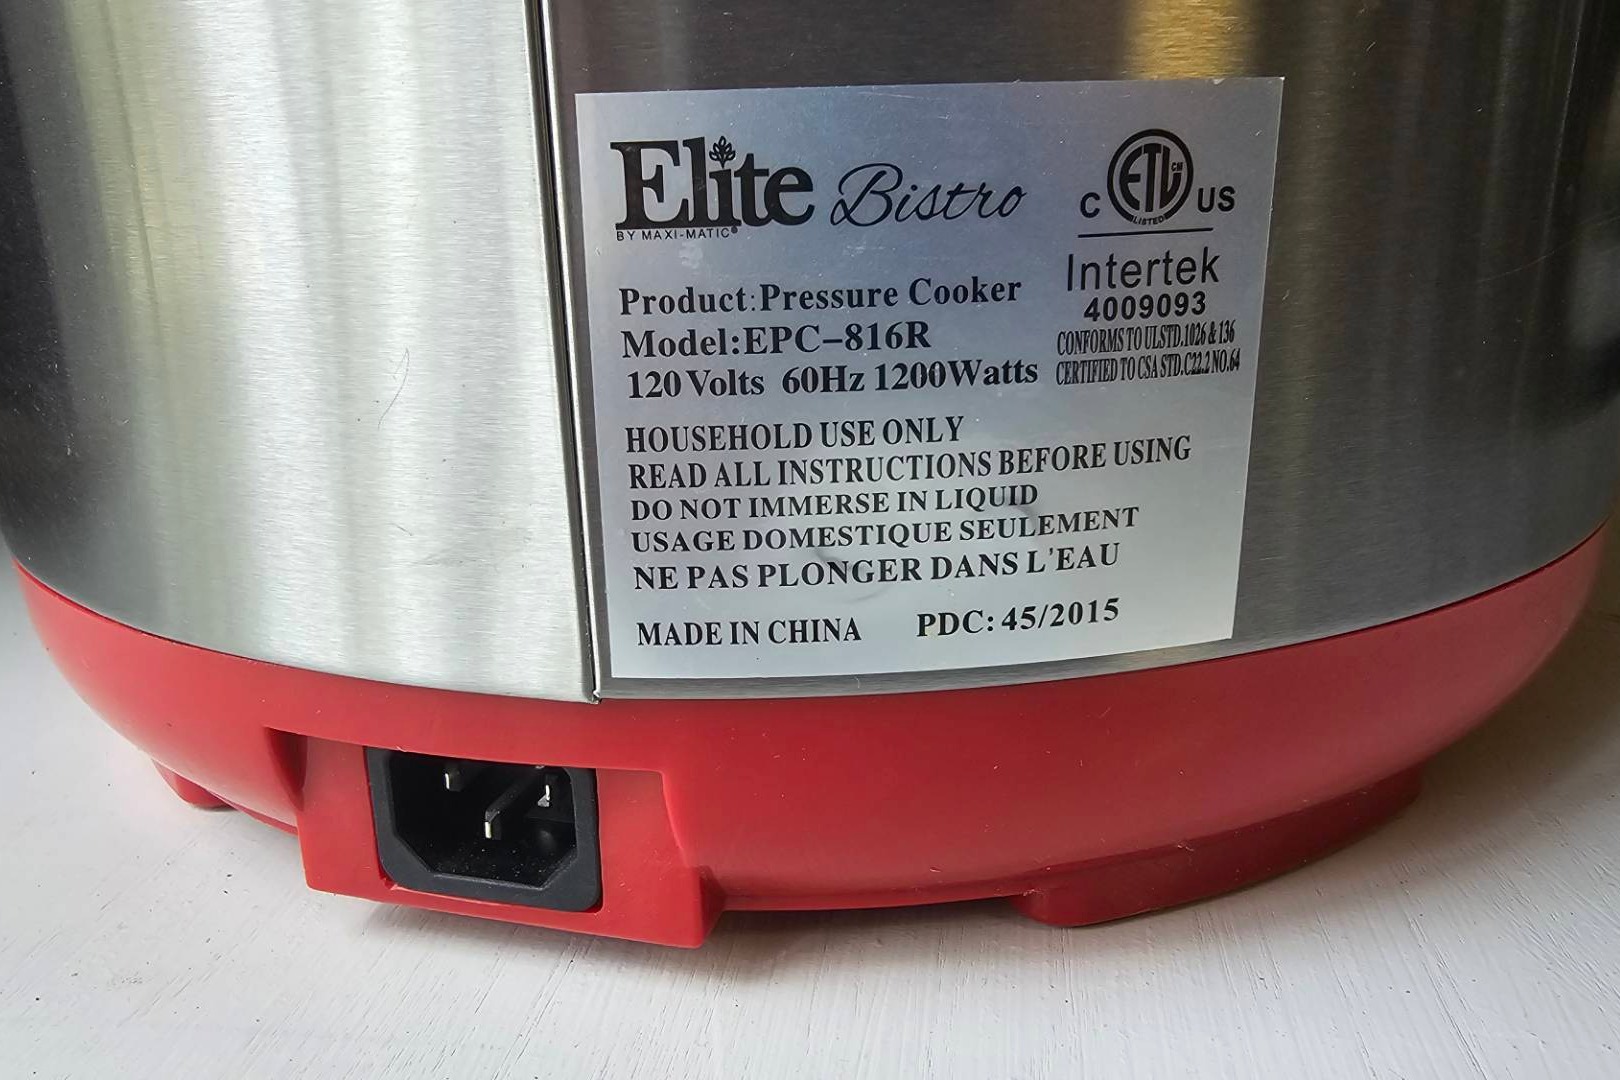 Elite Bistro
BY MAXI-MATIC®
Product:Pressure Cooker
Model:EPC-816R
120 Volts 60Hz 1200Watts
C ETL CM LISTED US
Intertek
4009093
CONFORMS TO UL STD.1026 & 136
CERTIFIED TO CSA STD.C22.2 NO.64
HOUSEHOLD USE ONLY
READ ALL INSTRUCTIONS BEFORE USING
DO NOT IMMERSE IN LIQUID
USAGE DOMESTIQUE SEULEMENT
NE PAS PLONGER DANS L'EAU
MADE IN CHINA PDC: 45/2015